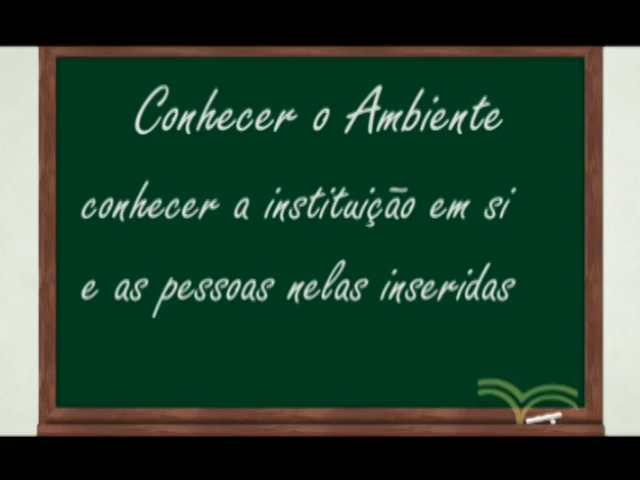 Conhecer o Ambiente
conhecer a instituição em si
e as pessoas nelas inseridas